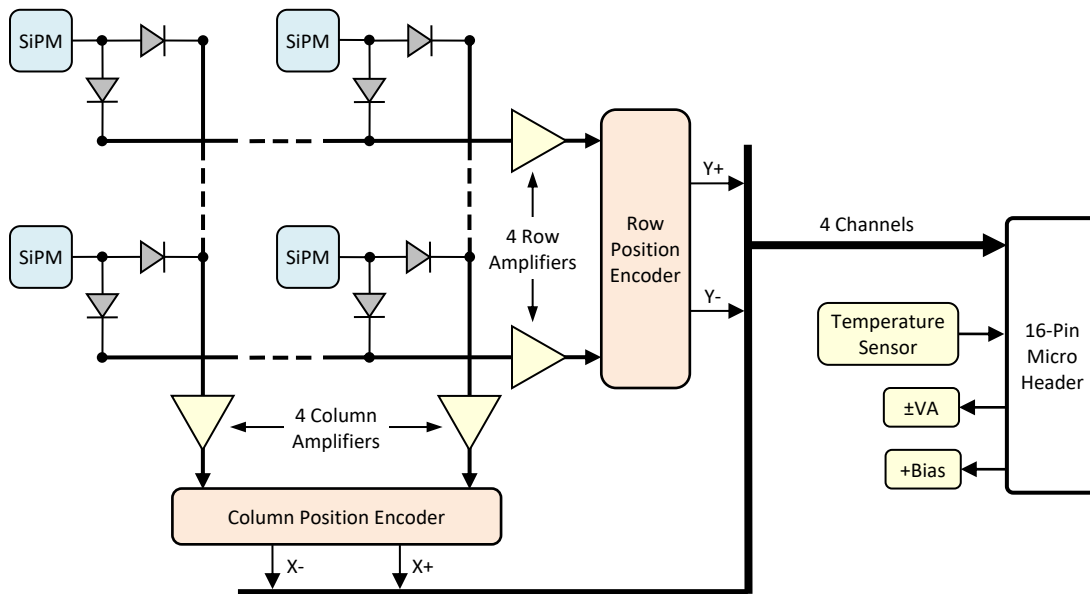 SiPM
SiPM
Y+
4 Row
Amplifiers
Row
Position
Encoder
4 Channels
SiPM
SiPM
Y-
Temperature
Sensor
16-Pin
Micro
Header
±VA
4 Column
Amplifiers
+Bias
Column Position Encoder
X-
X+